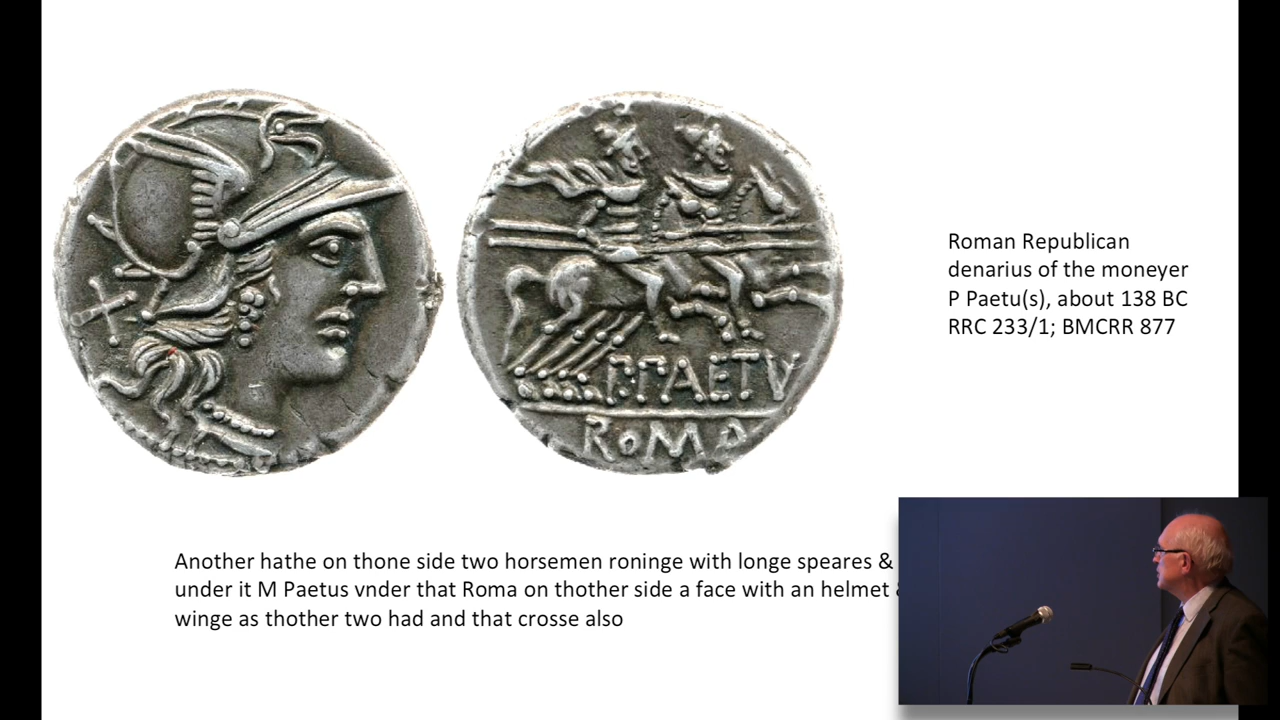 X
P·PAETV
ROMA
Roman Republican
denarius of the moneyer
P Paetu(s), about 138 BC
RRC 233/1; BMCRR 877
Another hathe on thone side two horsemen roninge with longe speares &
under it M Paetus vnder that Roma on thother side a face with an helmet
winge as thother two had and that crosse also